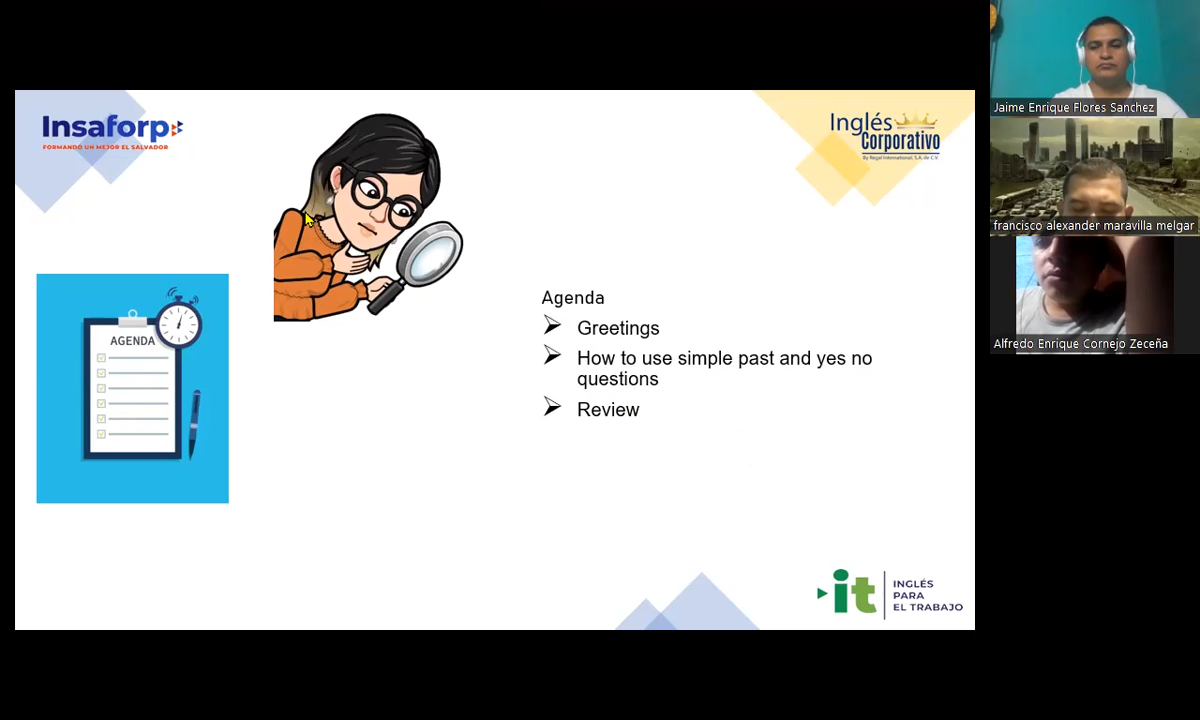 Insaforp
FORMANDO UN MEJOR EL SALVADOR
Inglés
Corporativo
By Regal International, S.A. de C.V.
AGENDA
Agenda
Greetings
How to use simple past and yes no
questions
Review
it
INGLÉS
PARA
EL TRABAJO
Jaime Enrique Flores Sanchez
francisco alexander maravilla melgar
Alfredo Enrique Cornejo Zeceña